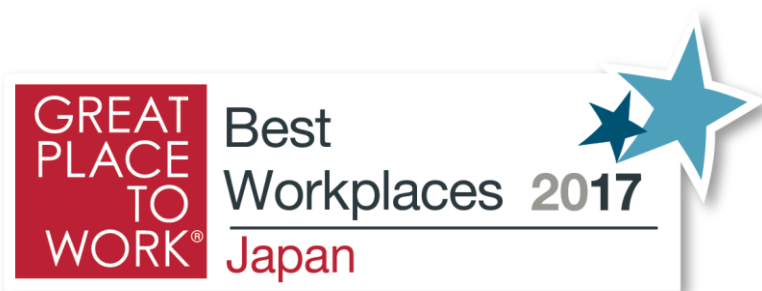 GREAT
PLACE
TO
WORK®
Best
Workplaces 2017
Japan